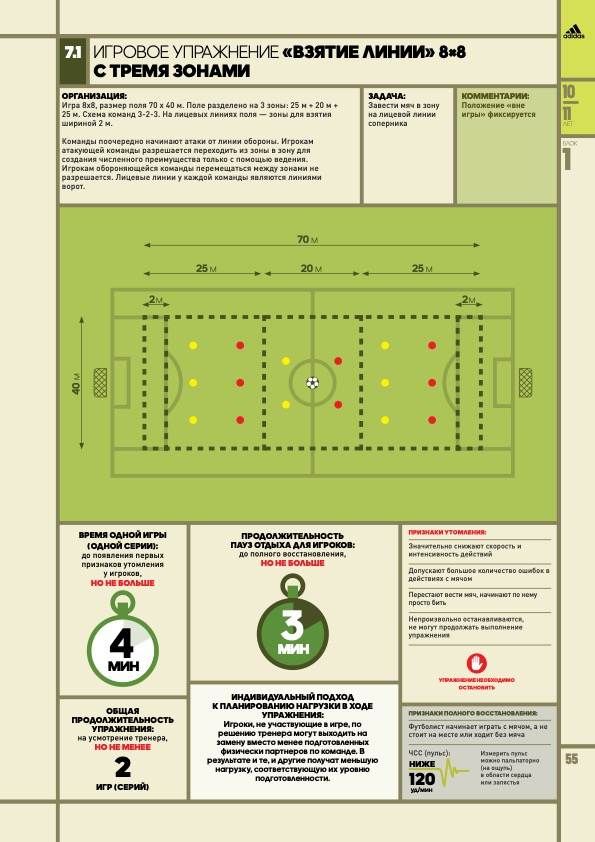 adidas
7.1
ИГРОВОЕ УПРАЖНЕНИЕ «ВЗЯТИЕ ЛИНИИ» 8×8
С ТРЕМЯ ЗОНАМИ
10
11
ЛЕТ
БЛОК
1
ОРГАНИЗАЦИЯ:
Игра 8х8, размер поля 70 х 40 м. Поле разделено на 3 зоны: 25 м + 20 м +
25 м. Схема команд 3-2-3. На лицевых линиях поля — зоны для взятия
шириной 2 м.
Команды поочередно начинают атаки от линии обороны. Игрокам
атакующей команды разрешается переходить из зоны в зону для
создания численного преимущества только с помощью ведения.
Игрокам обороняющейся команды перемещаться между зонами не
разрешается. Лицевые линии у каждой команды являются линиями
ворот.
ЗАДАЧА:
Завести мяч в зону
на лицевой линии
соперника
КОММЕНТАРИИ:
Положение «вне
игры» фиксируется
70 М
25 М
20 М
25 М
2М
2М
40 М
ВРЕМЯ ОДНОЙ ИГРЫ
(ОДНОЙ СЕРИИ):
до появления первых
признаков утомления
у игроков,
НО НЕ БОЛЬШЕ
4
МИН
ОБЩАЯ
ПРОДОЛЖИТЕЛЬНОСТЬ
УПРАЖНЕНИЯ:
на усмотрение тренера,
НО НЕ МЕНЕЕ
2
ИГР (СЕРИЙ)
ПРОДОЛЖИТЕЛЬНОСТЬ
ПАУЗ ОТДЫХА ДЛЯ ИГРОКОВ:
до полного восстановления,
НО НЕ БОЛЬШЕ
3
МИН
ИНДИВИДУАЛЬНЫЙ ПОДХОД
К ПЛАНИРОВАНИЮ НАГРУЗКИ В ХОДЕ
УПРАЖНЕНИЯ:
Игроки, не участвующие в игре, по
решению тренера могут выходить на
замену вместо менее подготовленных
физически партнеров по команде. В
результате и те, и другие получат меньшую
нагрузку, соответствующую их уровню
подготовленности.
ПРИЗНАКИ УТОМЛЕНИЯ:
Значительно снижают скорость и
интенсивность действий
Допускают большое количество ошибок в
действиях с мячом
Перестают вести мяч, начинают по нему
просто бить
Непроизвольно останавливаются,
не могут продолжать выполнение
упражнения
УПРАЖНЕНИЕ НЕОБХОДИМО
ОСТАНОВИТЬ
ПРИЗНАКИ ПОЛНОГО ВОССТАНОВЛЕНИЯ:
Футболист начинает играть с мячом, а не
стоит на месте или ходит без мяча
ЧСС (пульс):
НИЖЕ
120
УД/МИН
Измерить пульс
можно пальпаторно
(на ощупь)
в области сердца
или запястья
55